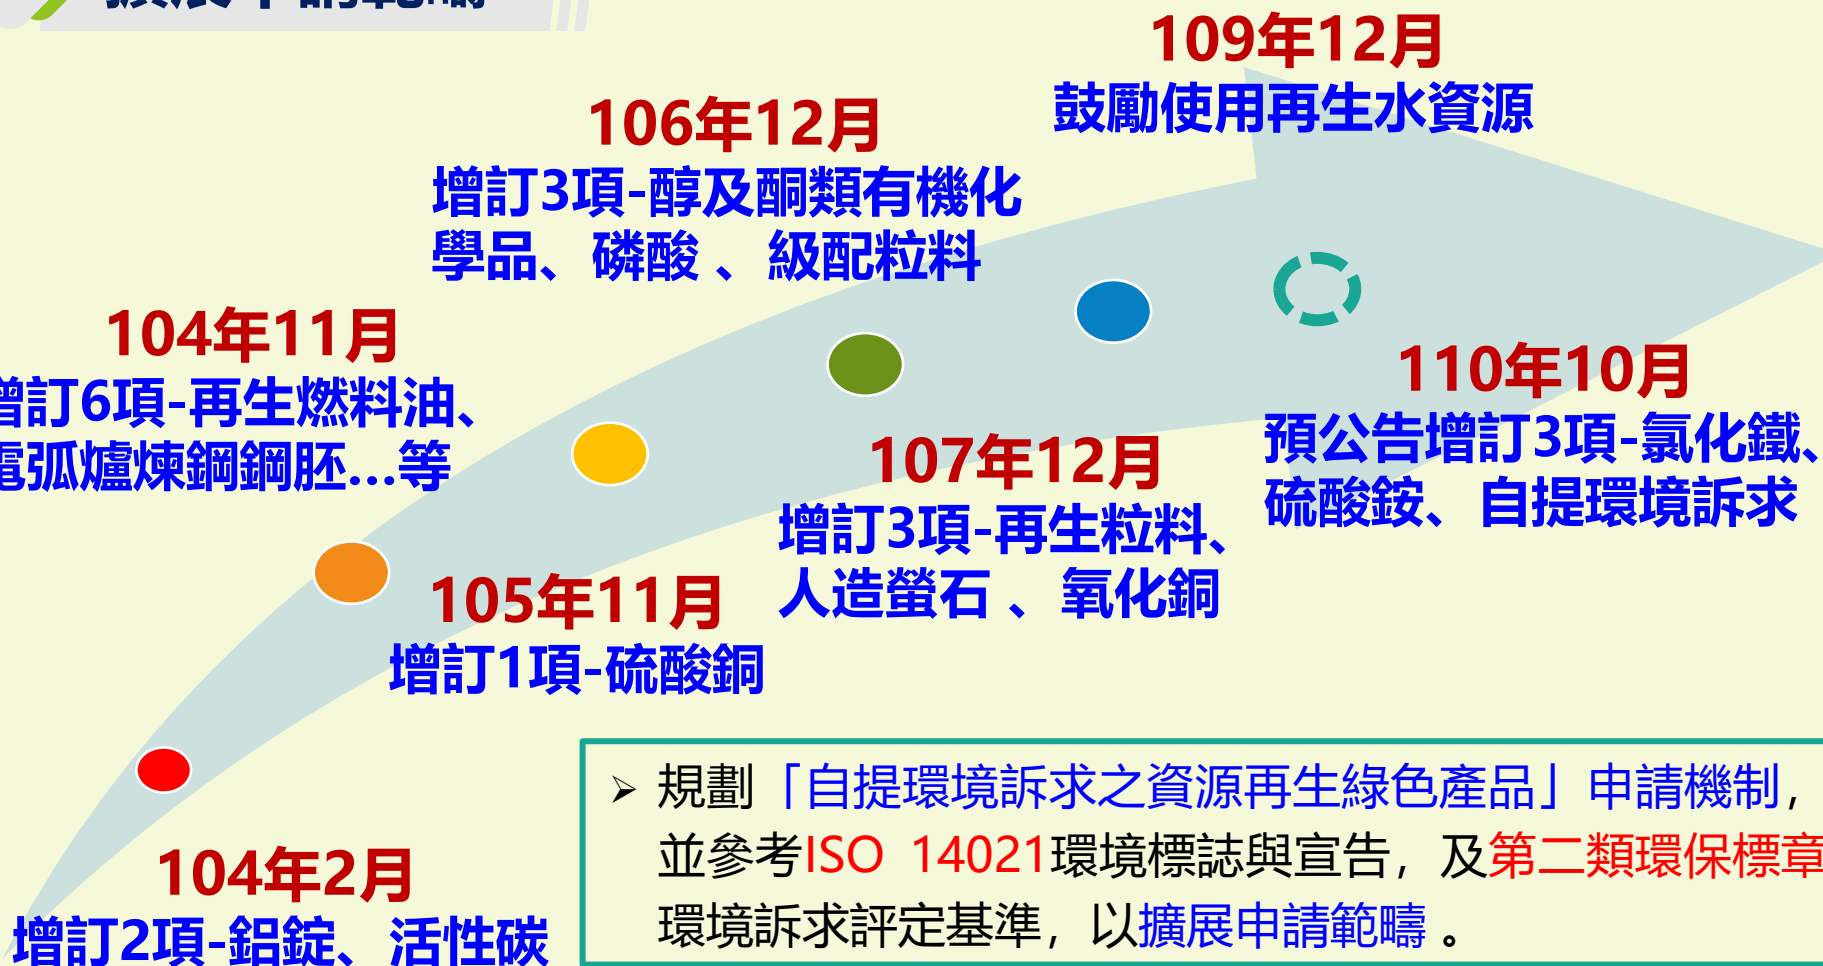 擴展申請範疇
109年12月
鼓勵使用再生水資源
106年12月
增訂3項-醇及酮類有機化
學品、磷酸 、級配粒料
104年11月
增訂6項-再生燃料油、
電弧爐煉鋼鋼胚...等
110年10月
預公告增訂3項-氯化鐵、
硫酸銨、自提環境訴求
107年12月
增訂3項-再生粒料、
人造螢石 、氧化銅
105年11月
增訂1項-硫酸銅
104年2月
增訂2項-鋁錠、活性碳
➢ 規劃「自提環境訴求之資源再生綠色產品」申請機制，
並參考ISO 14021環境標誌與宣告，及第二類環保標章
環境訴求評定基準，以擴展申請範疇 。